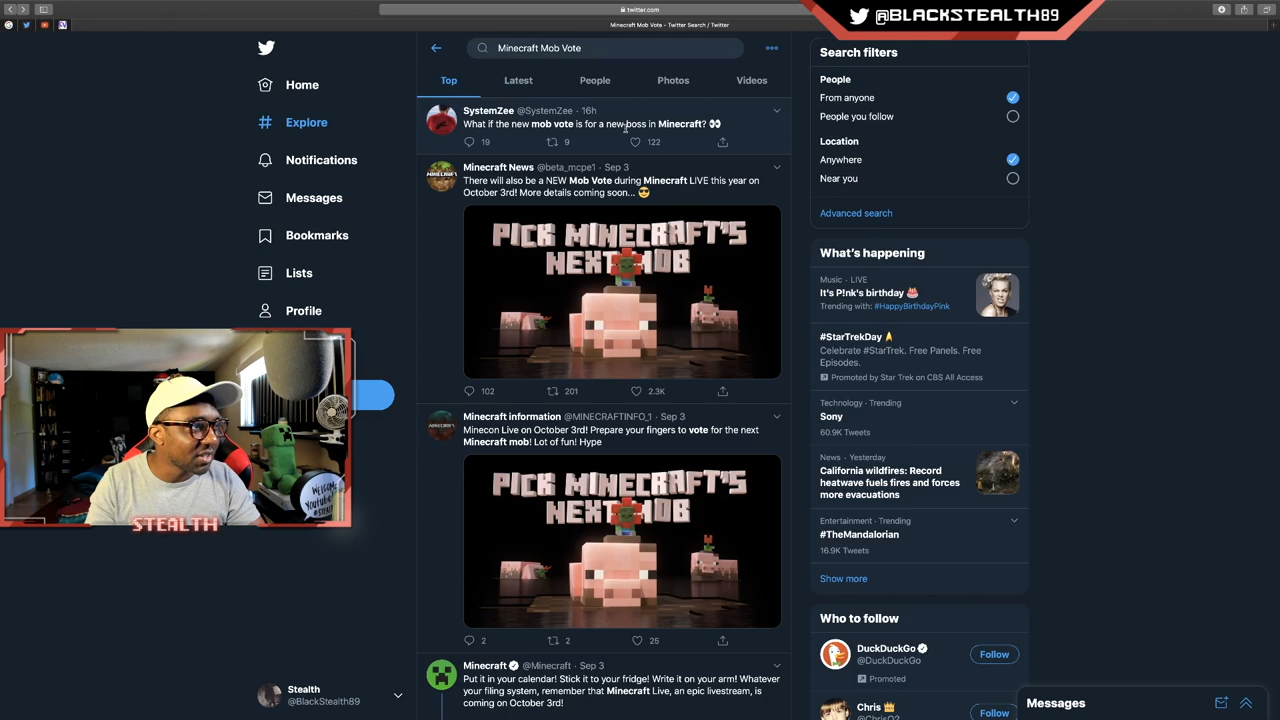 twitter.com
Minecraft Mob Vote - Twitter Search / Twitter
@BLACKSTEALTH89
Home
Explore
Notifications
Messages
Bookmarks
Lists
Profile
Stealth
@BlackStealth89
Minecraft Mob Vote
Top
Latest
People
Photos
Videos
SystemZee @SystemZee · 16h
What if the new mob vote is for a new boss in Minecraft? 👀
19
9
122
Minecraft News @beta_mcpe1 · Sep 3
There will also be a NEW Mob Vote during Minecraft LIVE this year on
October 3rd! More details coming soon... 😎
PICK MINECRAFT'S
NEXT MOB
102
201
2.3K
Minecraft information @MINECRAFTINFO_1 · Sep 3
Minecon Live on October 3rd! Prepare your fingers to vote for the next
Minecraft mob! Lot of fun! Hype
PICK MINECRAFT'S
NEXT MOB
2
2
25
Minecraft @Minecraft · Sep 3
Put it in your calendar! Stick it to your fridge! Write it on your arm! Whatever
your filing system, remember that Minecraft Live, an epic livestream, is
coming on October 3rd!
Search filters
People
From anyone
People you follow
Location
Anywhere
Near you
Advanced search
What's happening
Music · LIVE
It's P!nk's birthday 🎂
Trending with: #HappyBirthdayPink
#StarTrekDay
Celebrate #StarTrek. Free Panels. Free
Episodes.
Promoted by Star Trek on CBS All Access
Technology · Trending
Sony
60.9K Tweets
News · Yesterday
California wildfires: Record
heatwave fuels fires and forces
more evacuations
Entertainment · Trending
#TheMandalorian
16.9K Tweets
Show more
Who to follow
DuckDuckGo
@DuckDuckGo
Follow
Promoted
Chris 👑
Follow
Messages
WELCOME
STEALTH